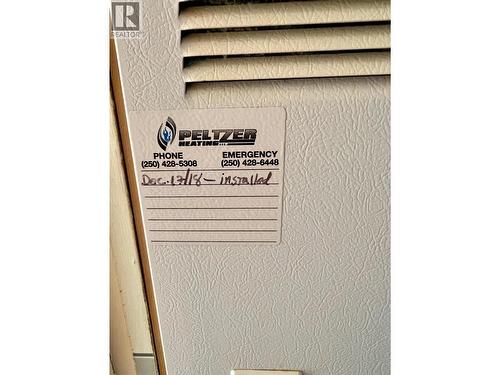 R
REALTOR®
PELTZER
HEATING LTD
PHONE EMERGENCY
(250) 428-5308 (250) 428-6448
Dec. 17/18 - installed